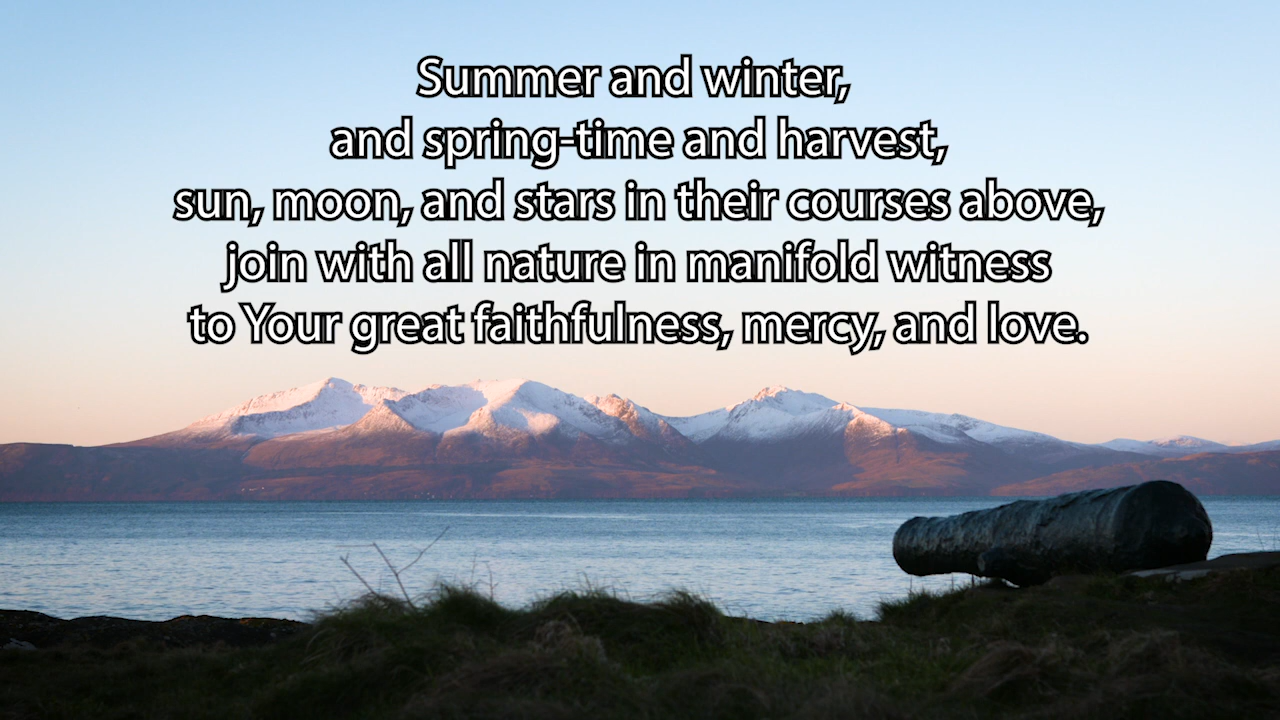 Summer and winter,
and spring-time and harvest,
sun, moon, and stars in their courses above,
join with all nature in manifold witness
to Your great faithfulness, mercy, and love.